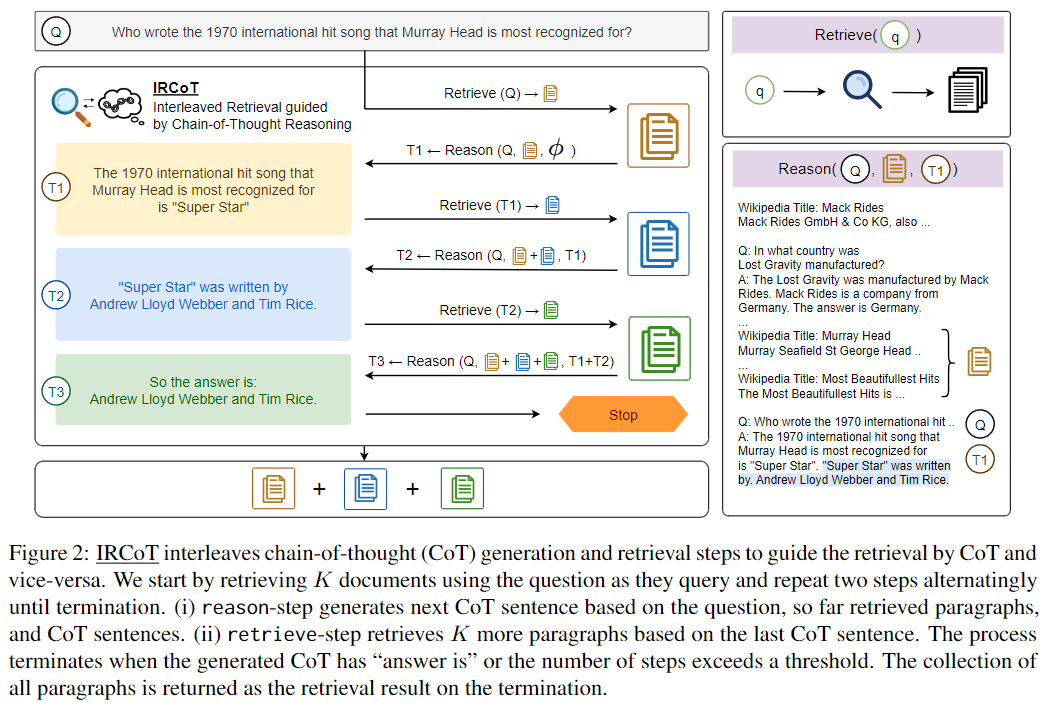 Q Who wrote the 1970 international hit song that Murray Head is most recognized for?
IRCoT
Interleaved Retrieval guided
by Chain-of-Thought Reasoning
Retrieve (Q) →
T1 ← Reason (Q, , ϕ )
T1
The 1970 international hit song that
Murray Head is most recognized for
is "Super Star"
Retrieve (T1) →
T2 ← Reason (Q, + , T1)
T2
"Super Star" was written by
Andrew Lloyd Webber and Tim Rice.
Retrieve (T2) →
T3 ← Reason (Q, + + , T1+T2)
T3
So the answer is:
Andrew Lloyd Webber and Tim Rice.
Stop
+ +
Retrieve( q )
q
Reason( Q , , T1 )
Wikipedia Title: Mack Rides
Mack Rides GmbH & Co KG, also ...
Q: In what country was
Lost Gravity manufactured?
A: The Lost Gravity was manufactured by Mack
Rides. Mack Rides is a company from
Germany. The answer is Germany.
...
Wikipedia Title: Murray Head
Murray Seafield St George Head ..
...
Wikipedia Title: Most Beautifullest Hits
The Most Beautifullest Hits is ...
Q: Who wrote the 1970 international hit ..
Q
A: The 1970 international hit song that
Murray Head is most recognized for
is "Super Star". "Super Star" was written
by. Andrew Lloyd Webber and Tim Rice.
T1
Figure 2: IRCoT interleaves chain-of-thought (CoT) generation and retrieval steps to guide the retrieval by CoT and
vice-versa. We start by retrieving K documents using the question as they query and repeat two steps alternatingly
until termination. (i) reason-step generates next CoT sentence based on the question, so far retrieved paragraphs,
and CoT sentences. (ii) retrieve-step retrieves K more paragraphs based on the last CoT sentence. The process
terminates when the generated CoT has “answer is” or the number of steps exceeds a threshold. The collection of
all paragraphs is returned as the retrieval result on the termination.